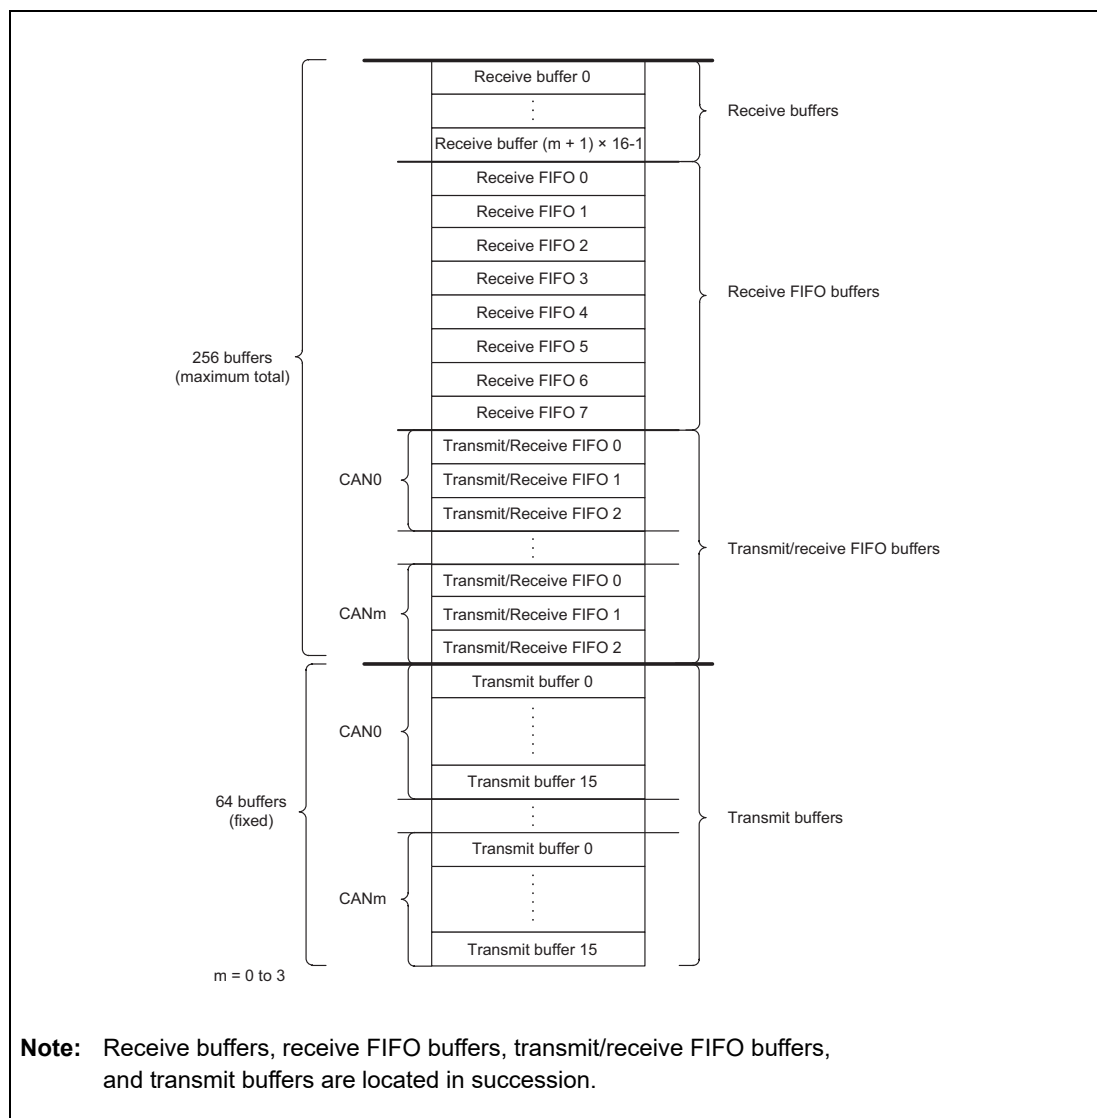 Receive buffer 0
Receive buffers
Receive buffer (m + 1) × 16-1
Receive FIFO 0
Receive FIFO 1
Receive FIFO 2
Receive FIFO 3
Receive FIFO buffers
Receive FIFO 4
Receive FIFO 5
256 buffers
(maximum total)
Receive FIFO 6
Receive FIFO 7
Transmit/Receive FIFO 0
CAN0
Transmit/Receive FIFO 1
Transmit/Receive FIFO 2
Transmit/receive FIFO buffers
Transmit/Receive FIFO 0
CANm
Transmit/Receive FIFO 1
Transmit/Receive FIFO 2
Transmit buffer 0
CAN0
Transmit buffer 15
64 buffers
(fixed)
Transmit buffers
Transmit buffer 0
CANm
Transmit buffer 15
m = 0 to 3
Note: Receive buffers, receive FIFO buffers, transmit/receive FIFO buffers,
and transmit buffers are located in succession.